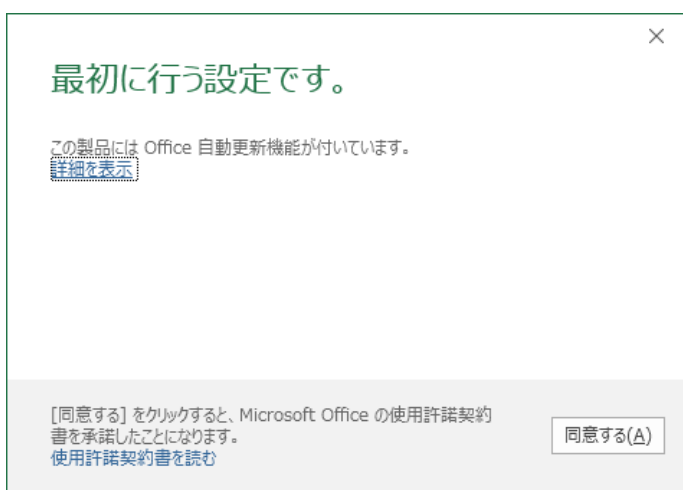 最初に行う設定です。
この製品には Office 自動更新機能が付いています。
詳細を表示
[同意する] をクリックすると、Microsoft Office の使用許諾契約
書を承諾したことになります。
使用許諾契約書を読む
同意する(A)